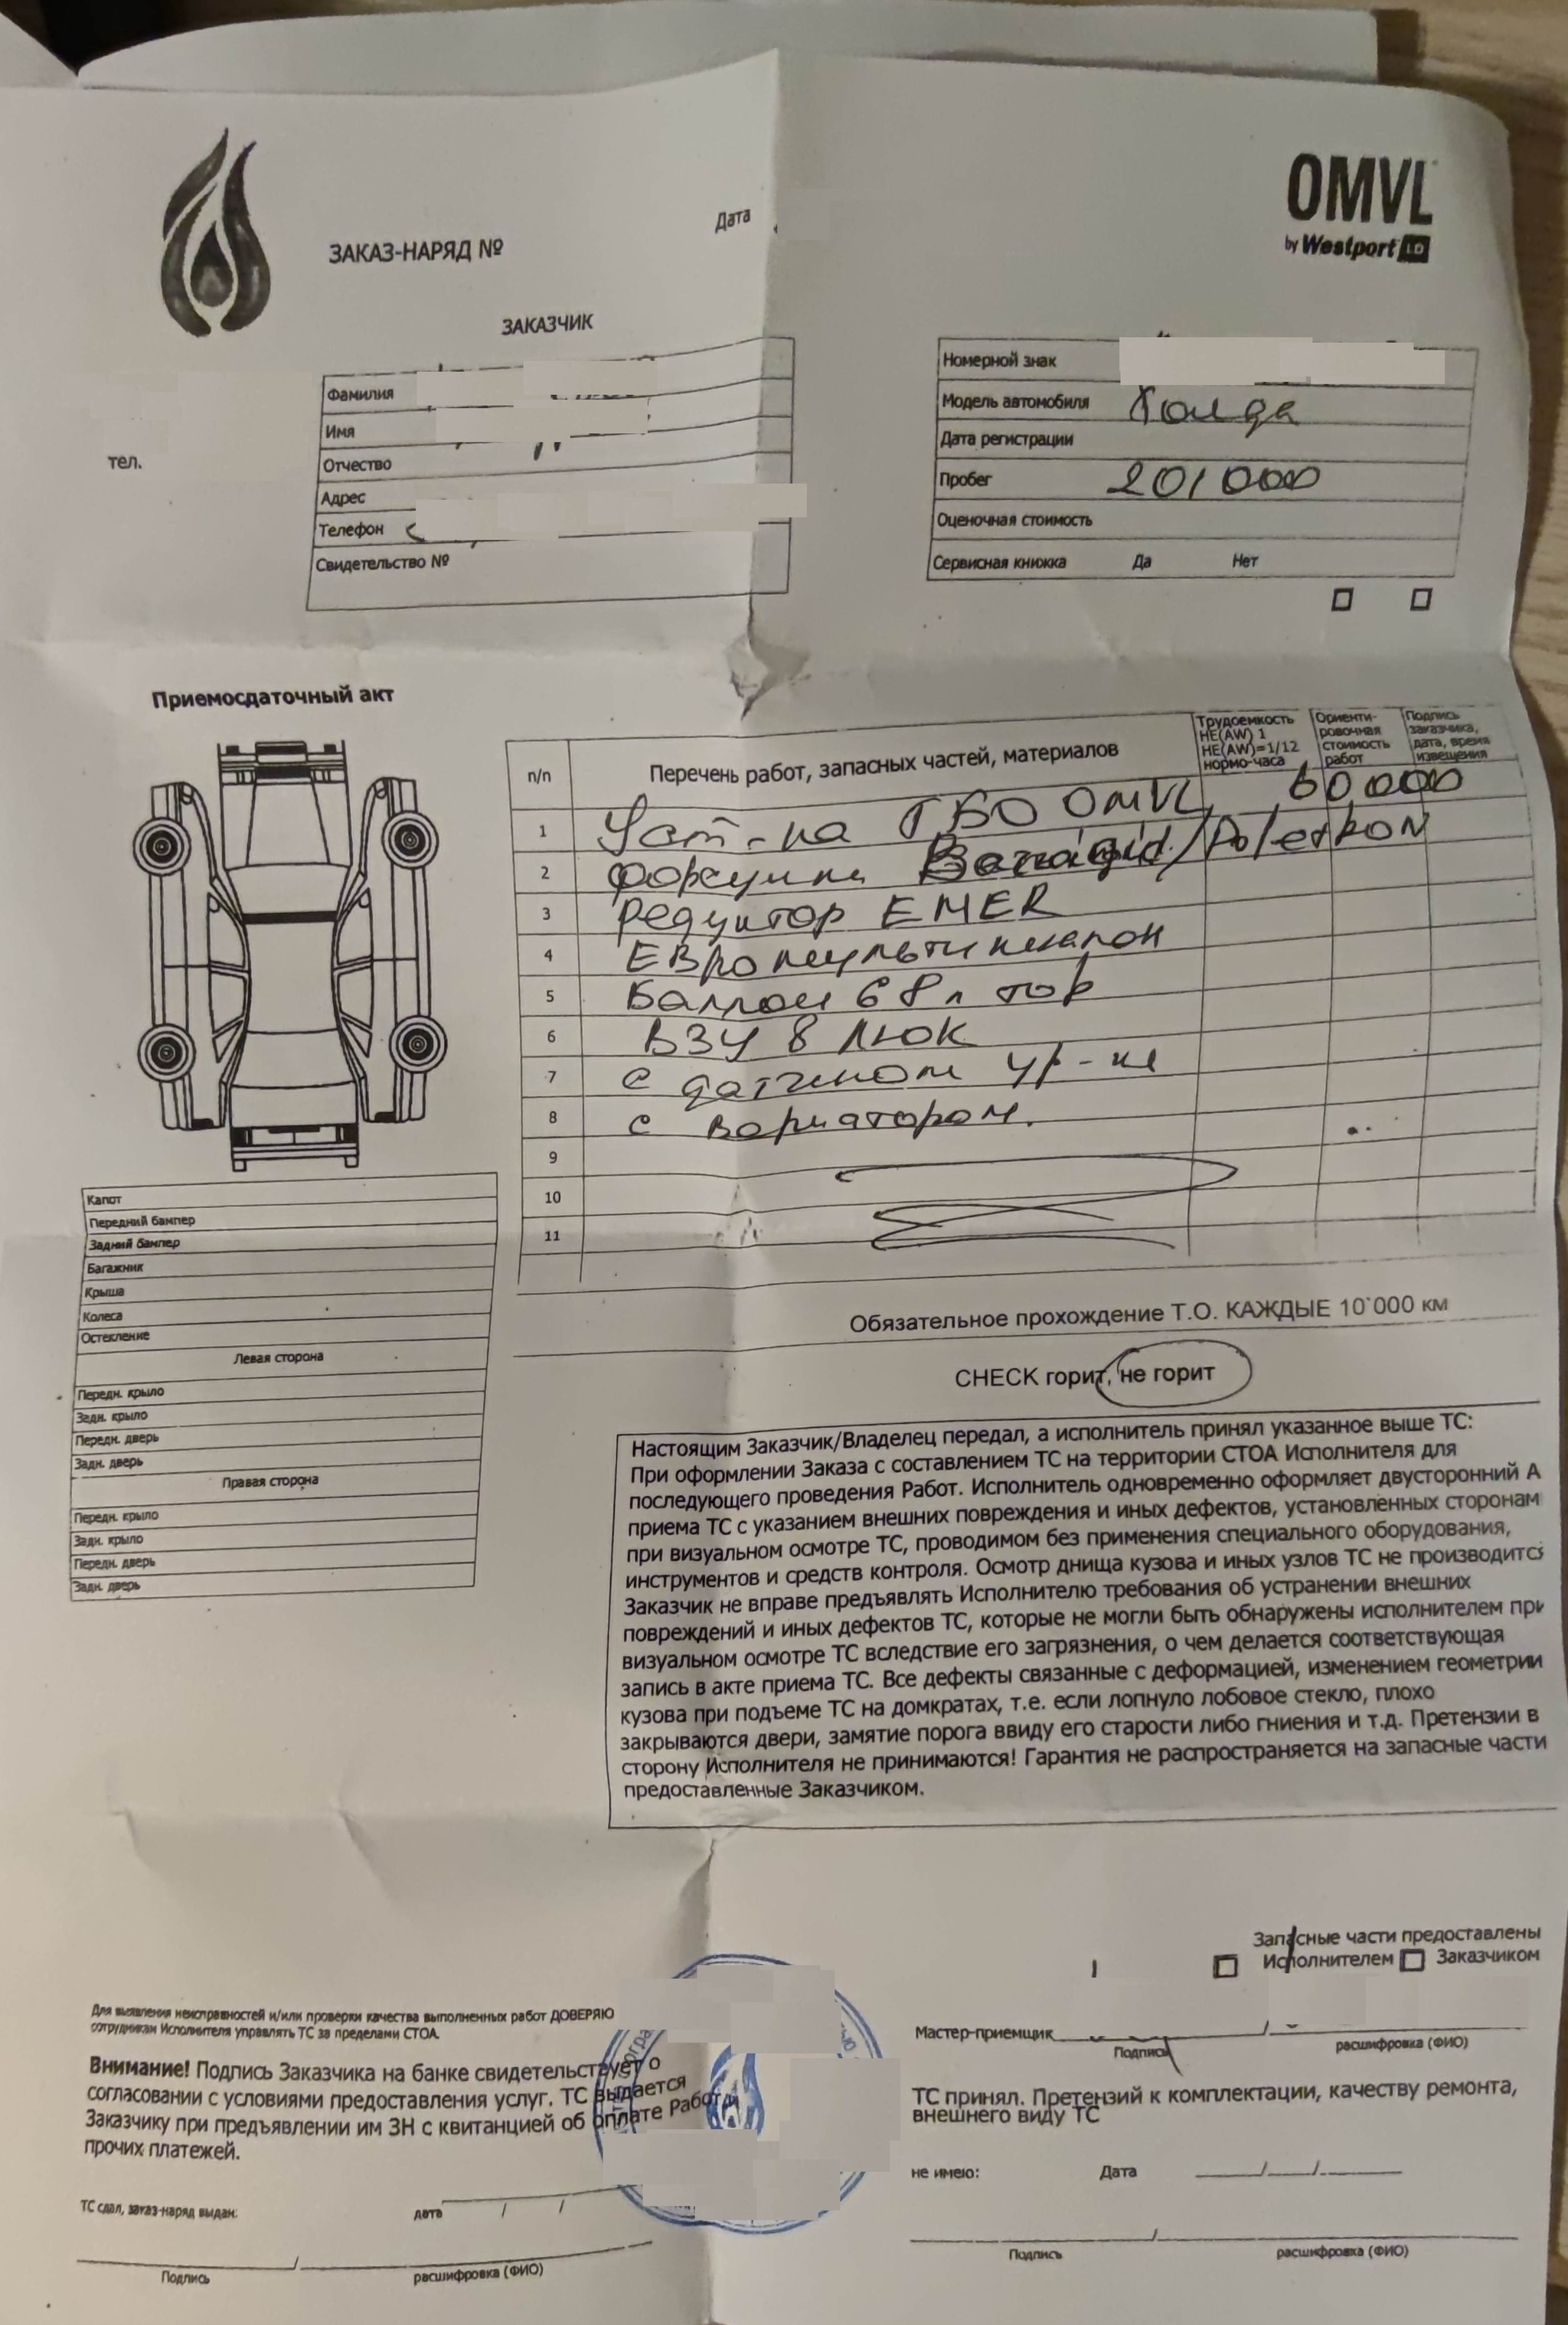 OMVL
by Westport
Дата
ЗАКАЗ-НАРЯД №
ЗАКАЗЧИК
тел.
Фамилия
Имя
Отчество
Адрес
Телефон
Свидетельство №
Номерной знак
Модель автомобиля Хонда
Дата регистрации
Пробег 201000
Оценочная стоимость
Сервисная книжка Да Нет
Приемосдаточный акт
п/п
Перечень работ, запасных частей, материалов
Трудоемкость
НЕ(AW) 1
НЕ(AW)=1/12
нормо-часа
Ориенти-
ровочная
стоимость
работ
Подпись
заказчика,
дата, время
извещения
1 Уст-ка ГБО OMVL 60,000
2 форсунки /Poletron
3 редуктор EMER
4 Евромультиклапон
5 Баллон 68л тор
6 ВЗУ в люк
7 с датчиком ур-ня
8 с вариатором.
9
10
11
Капот
Передний бампер
Задний бампер
Багажник
Крыша
Колеса
Остекление
Левая сторона
Передн. крыло
Задн. крыло
Передн. дверь
Задн. дверь
Правая сторона
Передн. крыло
Задн. крыло
Передн. дверь
Задн. дверь
Обязательное прохождение Т.О. КАЖДЫЕ 10`000 км
CHECK горит, не горит
Настоящим Заказчик/Владелец передал, а исполнитель принял указанное выше ТС:
При оформлении Заказа с составлением ТС на территории СТОА Исполнителя для
последующего проведения Работ. Исполнитель одновременно оформляет двусторонний А
приема ТС с указанием внешних повреждения и иных дефектов, установленных сторонам
при визуальном осмотре ТС, проводимом без применения специального оборудования,
инструментов и средств контроля. Осмотр днища кузова и иных узлов ТС не производитс
Заказчик не вправе предъявлять Исполнителю требования об устранении внешних
повреждений и иных дефектов ТС, которые не могли быть обнаружены исполнителем при
визуальном осмотре ТС вследствие его загрязнения, о чем делается соответствующая
запись в акте приема ТС. Все дефекты связанные с деформацией, изменением геометрии
кузова при подъеме ТС на домкратах, т.е. если лопнуло лобовое стекло, плохо
закрываются двери, замятие порога ввиду его старости либо гниения и т.д. Претензии в
сторону Исполнителя не принимаются! Гарантия не распространяется на запасные части
предоставленные Заказчиком.
Запасные части предоставлены
Исполнителем Заказчиком
Для выявления неисправностей и/или проверки качества выполненных работ ДОВЕРЯЮ
сотрудникам Исполнителя управлять ТС за пределами СТОА.
Внимание! Подпись Заказчика на банке свидетельствует о
согласовании с условиями предоставления услуг. ТС выдается
Заказчику при предъявлении им ЗН с квитанцией об оплате Работ и
прочих платежей.
ТС сдал, заказ-наряд выдан: дата / /
Подпись / расшифровка (ФИО)
Мастер-приемщик /
Подпись расшифровка (ФИО)
ТС принял. Претензий к комплектации, качеству ремонта,
внешнего виду ТС
не имею: Дата / /
Подпись / расшифровка (ФИО)